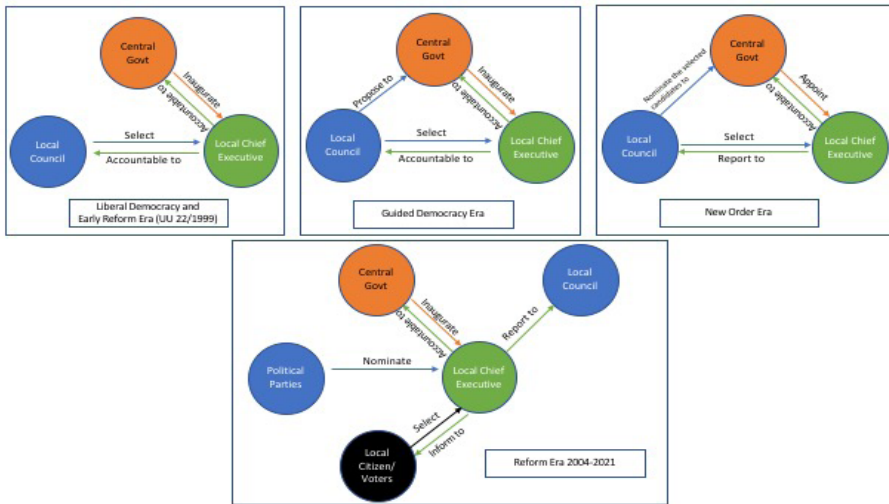 Central
Govt
Inaugurate
Accountable to
Local
Council
Select
Accountable to
Local Chief
Executive
Liberal Democracy and
Early Reform Era (UU 22/1999)
Central
Govt
Propose to
Inaugurate
Accountable to
Local
Council
Select
Accountable to
Local Chief
Executive
Guided Democracy Era
Central
Govt
Nominate the selected
candidates to
Appoint
Accountable to
Local
Council
Select
Report to
Local Chief
Executive
New Order Era
Central
Govt
Inaugurate
Accountable to
Local
Council
Report to
Political
Parties
Nominate
Local Chief
Executive
Select
Inform to
Local
Citizen/
Voters
Reform Era 2004-2021